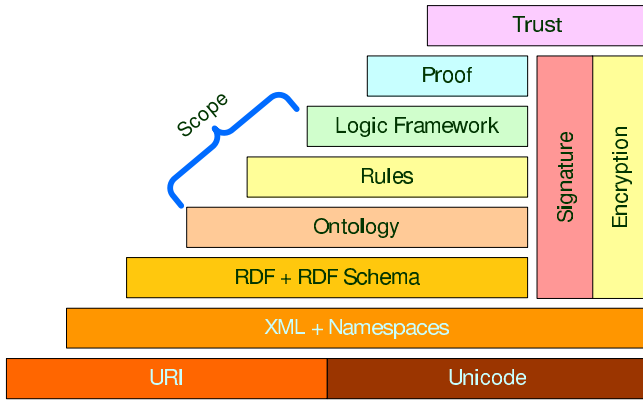 Trust
Proof
Scope
Logic Framework
Rules
Signature
Encryption
Ontology
RDF + RDF Schema
XML + Namespaces
URI
Unicode